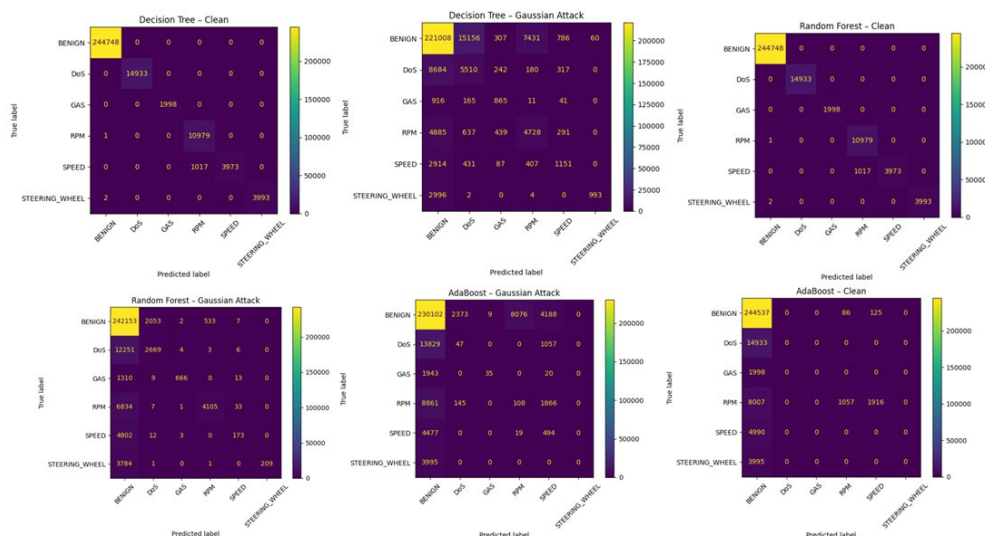 Decision Tree – Clean
True label
BENIGN 244748 0 0 0 0 0
DoS 0 14933 0 0 0 0
GAS 0 0 1998 0 0 0
RPM 1 0 0 10979 0 0
SPEED 0 0 0 1017 3973 0
STEERING_WHEEL 2 0 0 0 0 3993
BENIGN DoS GAS RPM SPEED STEERING_WHEEL
Predicted label
200000
150000
100000
50000
0
Decision Tree – Gaussian Attack
True label
BENIGN 221008 15156 307 7431 786 60
DoS 8684 5510 242 180 317 0
GAS 916 165 865 11 41 0
RPM 4885 637 439 4728 291 0
SPEED 2914 431 87 407 1151 0
STEERING_WHEEL 2996 2 0 4 0 993
BENIGN DoS GAS RPM SPEED STEERING_WHEEL
Predicted label
200000
175000
150000
125000
100000
75000
50000
25000
0
Random Forest – Clean
True label
BENIGN 244748 0 0 0 0 0
DoS 0 14933 0 0 0 0
GAS 0 0 1998 0 0 0
RPM 1 0 0 10979 0 0
SPEED 0 0 0 1017 3973 0
STEERING_WHEEL 2 0 0 0 0 3993
BENIGN DoS GAS RPM SPEED STEERING_WHEEL
Predicted label
200000
150000
100000
50000
0
Random Forest – Gaussian Attack
True label
BENIGN 242153 2053 2 533 7 0
DoS 12251 2669 4 3 6 0
GAS 1310 9 666 0 13 0
RPM 6834 7 1 4105 33 0
SPEED 4802 12 3 0 173 0
STEERING_WHEEL 3784 1 0 1 0 209
BENIGN DoS GAS RPM SPEED STEERING_WHEEL
Predicted label
200000
150000
100000
50000
0
AdaBoost – Gaussian Attack
True label
BENIGN 230102 2373 9 8076 4188 0
DoS 13829 47 0 0 1057 0
GAS 1943 0 35 0 20 0
RPM 8861 145 0 108 1866 0
SPEED 4477 0 0 19 494 0
STEERING_WHEEL 3995 0 0 0 0 0
BENIGN DoS GAS RPM SPEED STEERING_WHEEL
Predicted label
200000
150000
100000
50000
0
AdaBoost – Clean
True label
BENIGN 244537 0 0 86 125 0
DoS 14933 0 0 0 0 0
GAS 1998 0 0 0 0 0
RPM 8007 0 0 1057 1916 0
SPEED 4990 0 0 0 0 0
STEERING_WHEEL 3995 0 0 0 0 0
BENIGN DoS GAS RPM SPEED STEERING_WHEEL
Predicted label
200000
150000
100000
50000
0